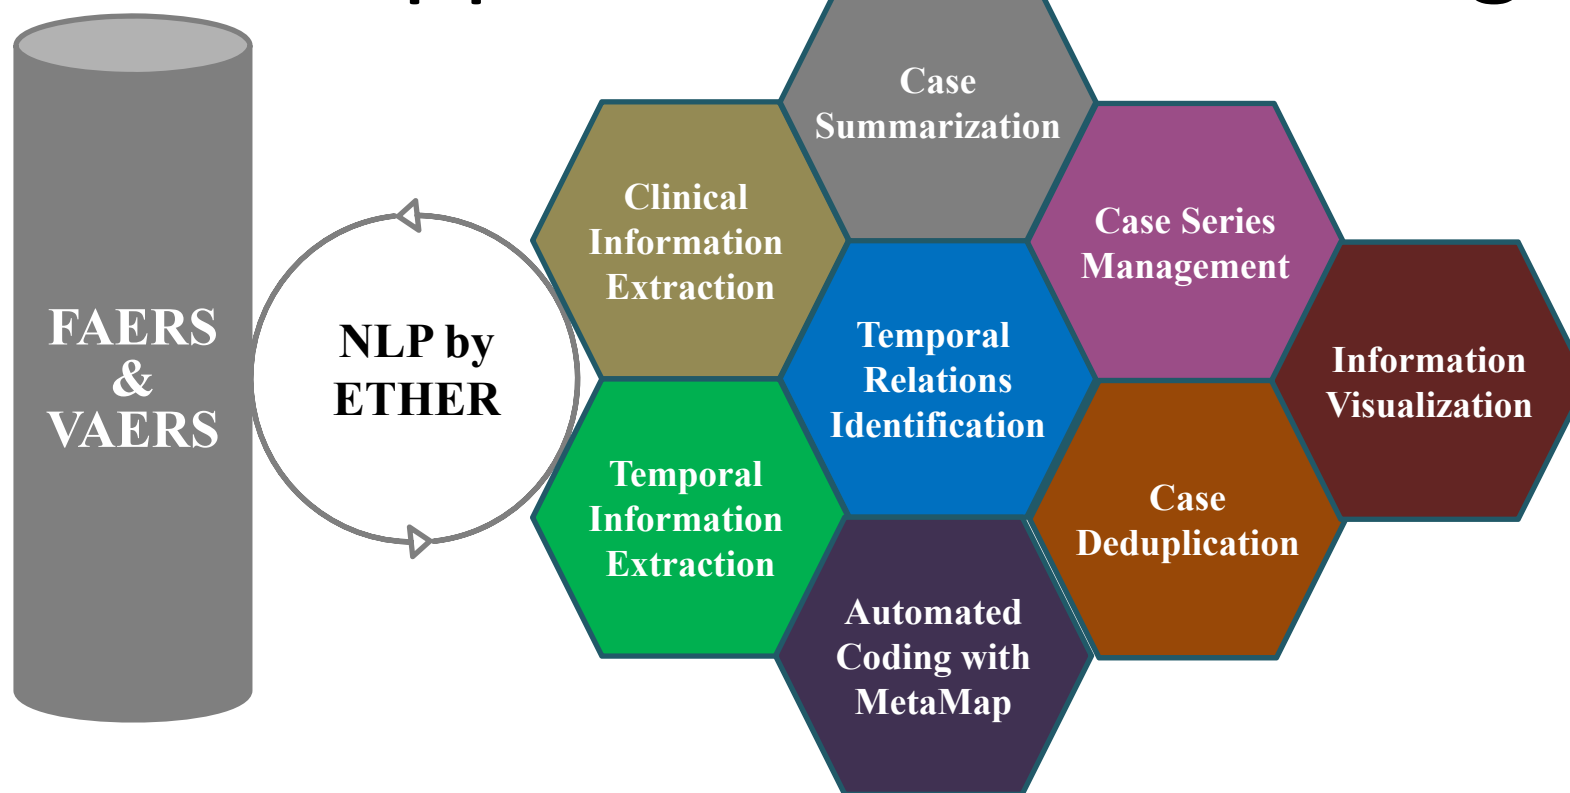 FAERS
&
VAERS
NLP by
ETHER
Case
Summarization
Clinical
Information
Extraction
Case Series
Management
Temporal
Relations
Identification
Information
Visualization
Temporal
Information
Extraction
Case
Deduplication
Automated
Coding with
MetaMap